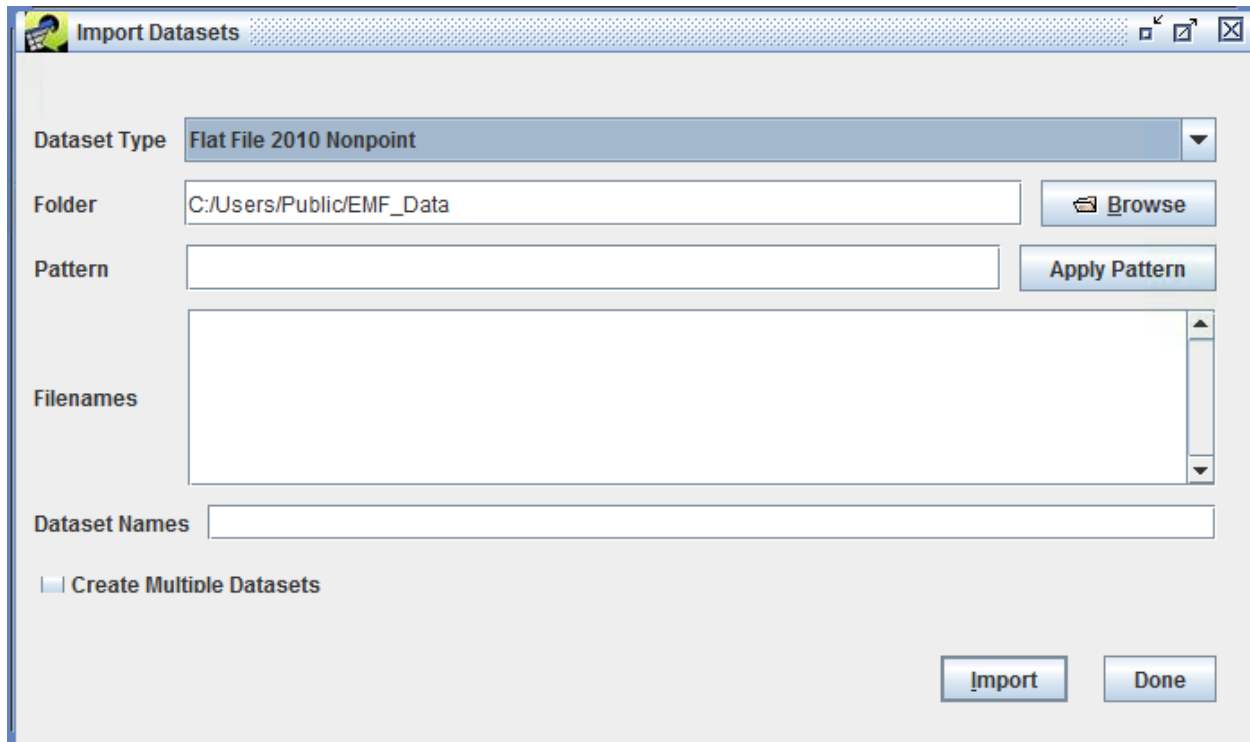 Import Datasets
Dataset Type Flat File 2010 Nonpoint
Folder C:/Users/Public/EMF_Data Browse
Pattern Apply Pattern
Filenames
Dataset Names
Create Multiple Datasets
Import Done